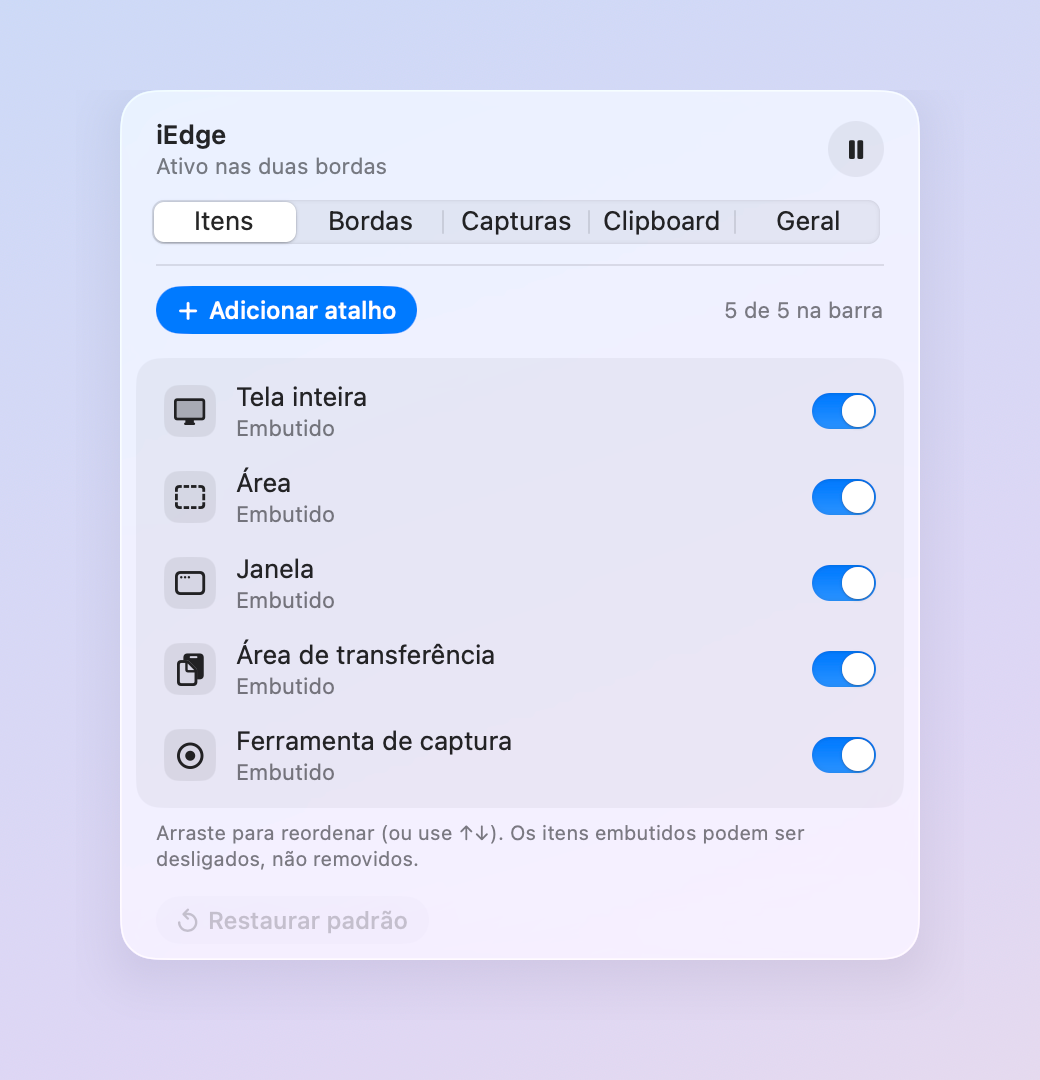 iEdge
Ativo nas duas bordas
Itens
Bordas
Capturas
Clipboard
Geral
+ Adicionar atalho
5 de 5 na barra
Tela inteira
Embutido
Área
Embutido
Janela
Embutido
Área de transferência
Embutido
Ferramenta de captura
Embutido
Arraste para reordenar (ou use ↑↓). Os itens embutidos podem ser
desligados, não removidos.
Restaurar padrão